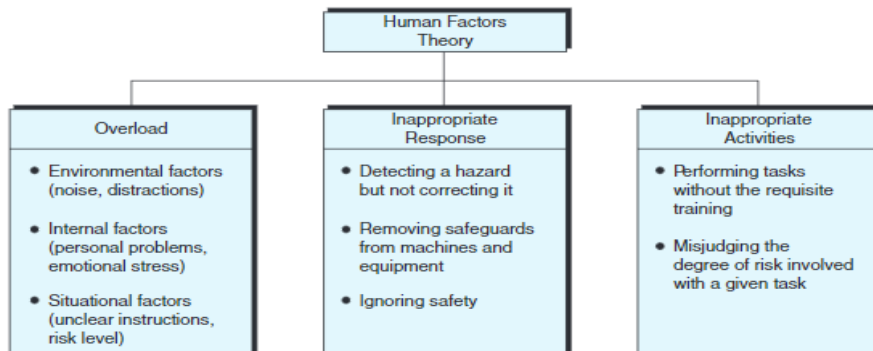 Human Factors
Theory
Overload
● Environmental factors
(noise, distractions)
● Internal factors
(personal problems,
emotional stress)
● Situational factors
(unclear instructions,
risk level)
Inappropriate
Response
● Detecting a hazard
but not correcting it
● Removing safeguards
from machines and
equipment
● Ignoring safety
Inappropriate
Activities
● Performing tasks
without the requisite
training
● Misjudging the
degree of risk involved
with a given task